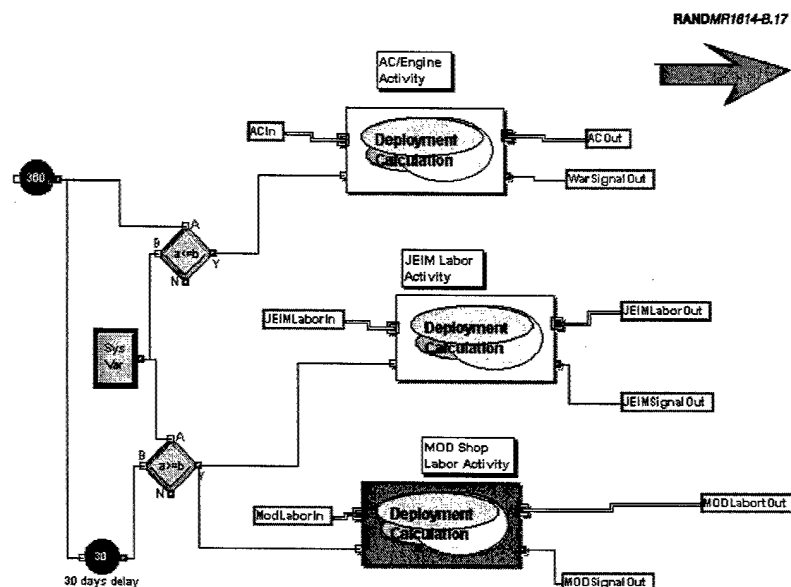 RANDMR1614-B.17
AC/Engine
Activity
ACIn
Deployment
Calculation
ACOut
WarSignalOut
360
A
B
a<=b
Y
N
JEIM Labor
Activity
JEIMLaborIn
Deployment
Calculation
JEIMLaborOut
Sys
Var
JEIMSignalOut
MOD Shop
Labor Activity
A
B
a>=b
Y
N
ModLaborIn
Deployment
Calculation
MODLabortOut
30
30 days delay
MODSignalOut